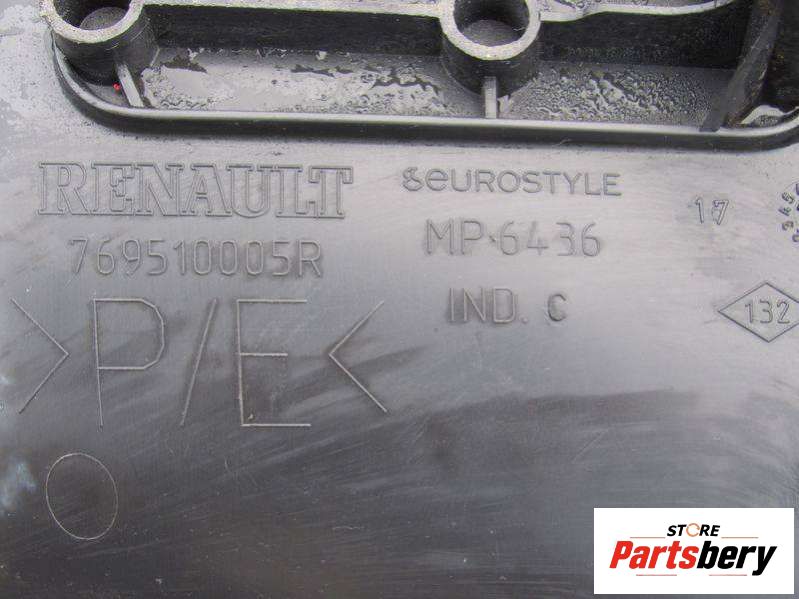 RENAULT
EUROSTYLE
769510005R
MP 6436
17
IND. C
132
>P/E<
STORE
Partsbery